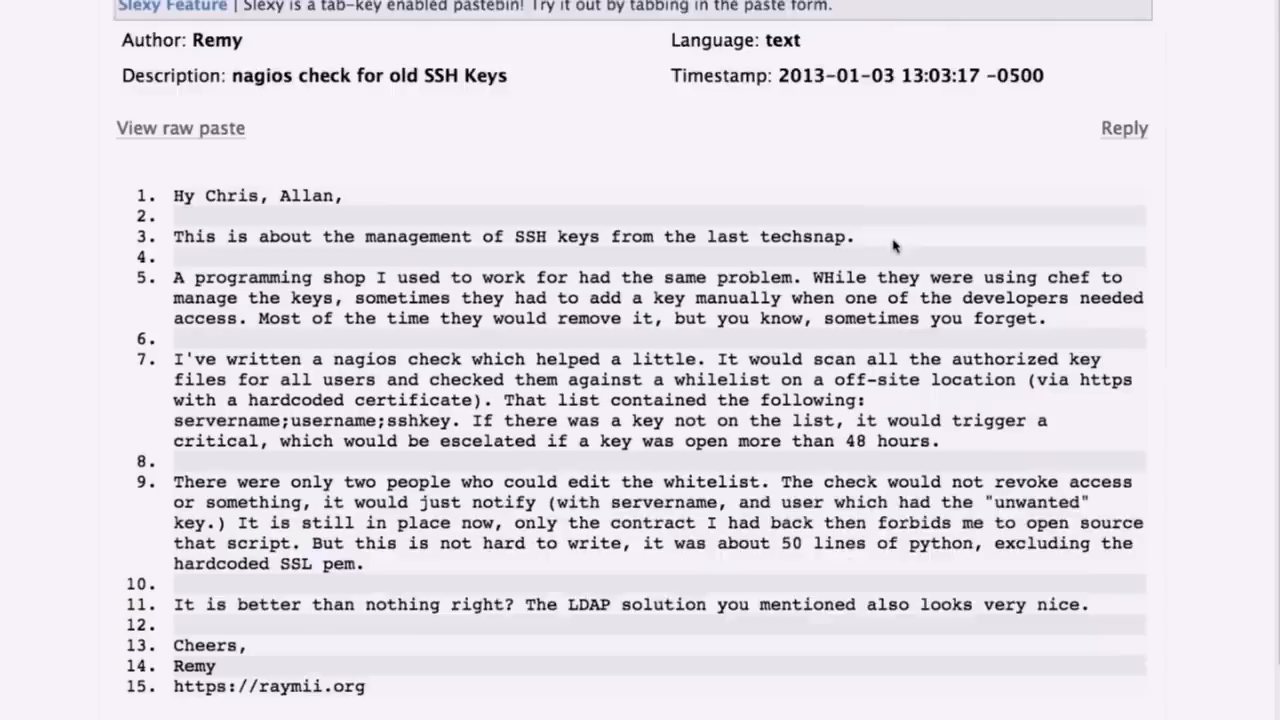 Slexy Feature | Slexy is a tab-key enabled pastebin! Try it out by tabbing in the paste form.
Author: Remy
Language: text
Description: nagios check for old SSH Keys
Timestamp: 2013-01-03 13:03:17 -0500
View raw paste
Reply
1. Hy Chris, Allan,
2.
3. This is about the management of SSH keys from the last techsnap.
4.
5. A programming shop I used to work for had the same problem. WHile they were using chef to
manage the keys, sometimes they had to add a key manually when one of the developers needed
access. Most of the time they would remove it, but you know, sometimes you forget.
6.
7. I've written a nagios check which helped a little. It would scan all the authorized key
files for all users and checked them against a whilelist on a off-site location (via https
with a hardcoded certificate). That list contained the following:
servername;username;sshkey. If there was a key not on the list, it would trigger a
critical, which would be escelated if a key was open more than 48 hours.
8.
9. There were only two people who could edit the whitelist. The check would not revoke access
or something, it would just notify (with servername, and user which had the "unwanted"
key.) It is still in place now, only the contract I had back then forbids me to open source
that script. But this is not hard to write, it was about 50 lines of python, excluding the
hardcoded SSL pem.
10.
11. It is better than nothing right? The LDAP solution you mentioned also looks very nice.
12.
13. Cheers,
14. Remy
15. https://raymii.org